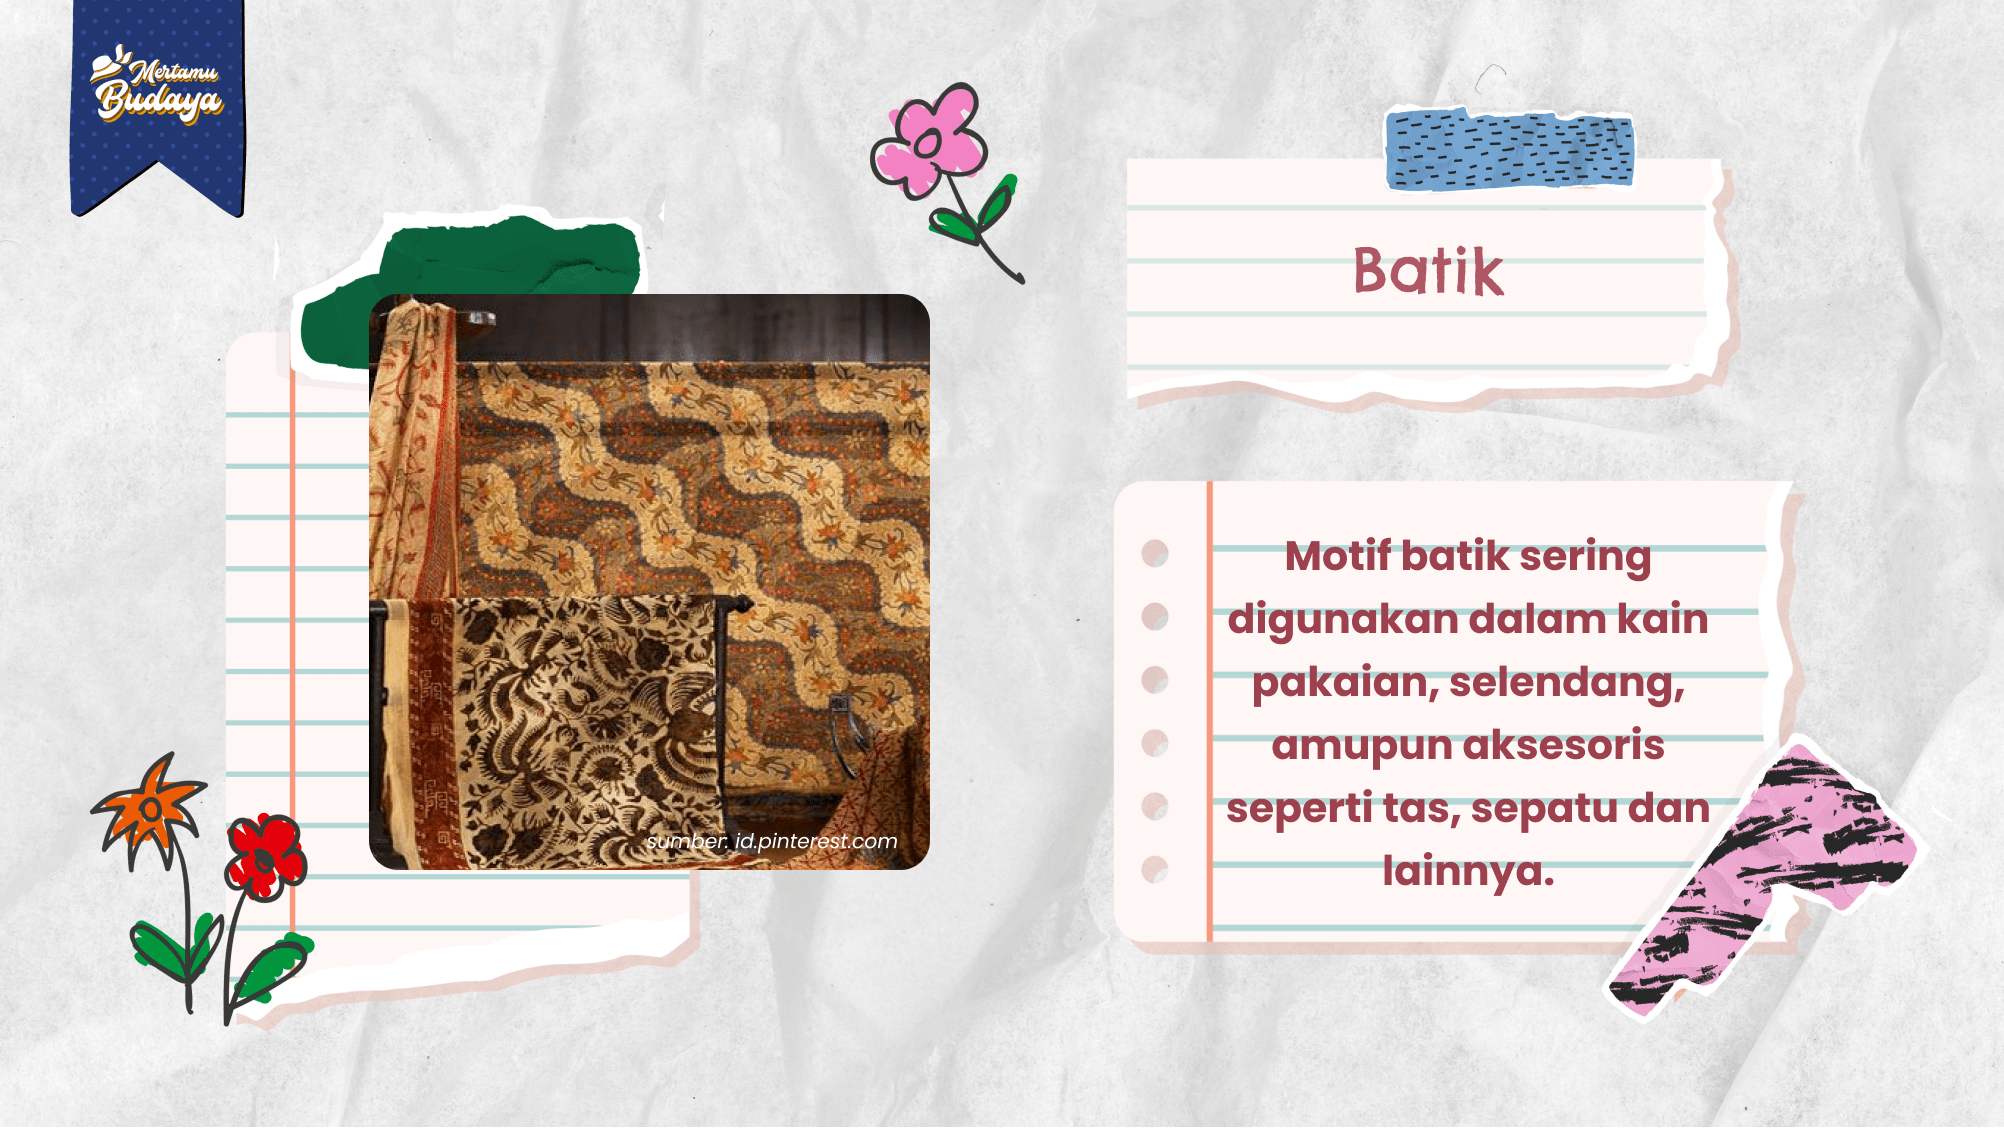 Mertamu
Budaya
Batik
Motif batik sering
digunakan dalam kain
pakaian, selendang,
amupun aksesoris
seperti tas, sepatu dan
lainnya.
sumber: id.pinterest.com